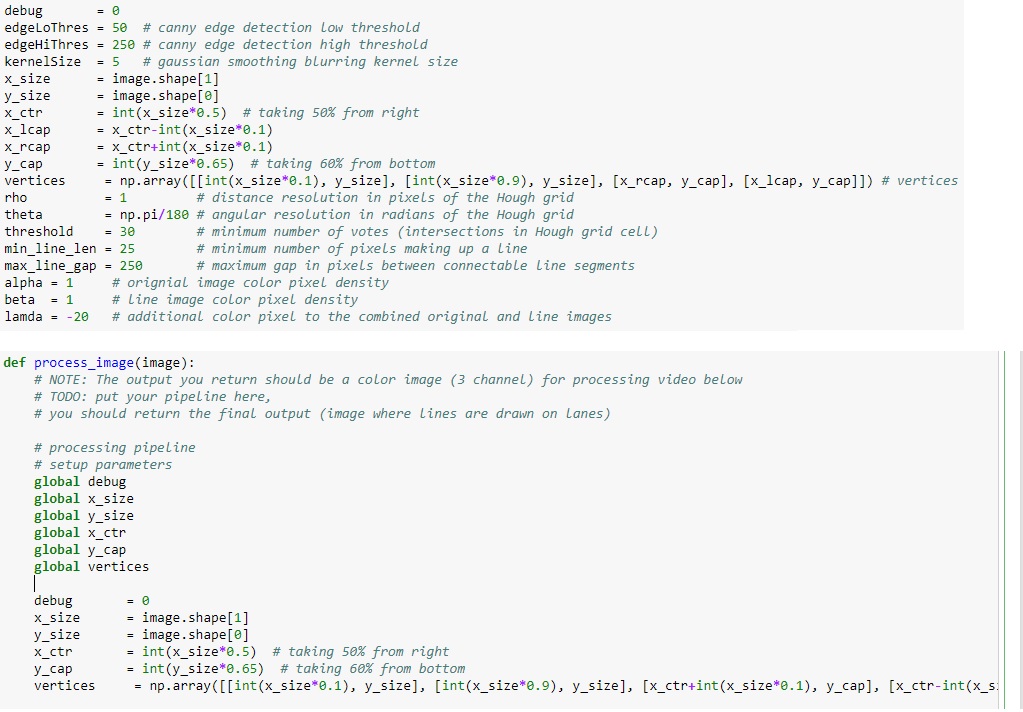 debug       = 0
edgeLoThres = 50  # canny edge detection low threshold
edgeHiThres = 250 # canny edge detection high threshold
kernelSize  = 5   # gaussian smoothing blurring kernel size
x_size      = image.shape[1]
y_size      = image.shape[0]
x_ctr       = int(x_size*0.5)  # taking 50% from right
x_lcap      = x_ctr-int(x_size*0.1)
x_rcap      = x_ctr+int(x_size*0.1)
y_cap       = int(y_size*0.65)  # taking 60% from bottom
vertices     = np.array([[int(x_size*0.1), y_size], [int(x_size*0.9), y_size], [x_rcap, y_cap], [x_lcap, y_cap]]) # vertices
rho          = 1         # distance resolution in pixels of the Hough grid
theta        = np.pi/180 # angular resolution in radians of the Hough grid
threshold    = 30        # minimum number of votes (intersections in Hough grid cell)
min_line_len = 25        # minimum number of pixels making up a line
max_line_gap = 250       # maximum gap in pixels between connectable line segments
alpha = 1     # orignial image color pixel density
beta  = 1     # line image color pixel density
lamda = -20   # additional color pixel to the combined original and line images
def process_image(image):
    # NOTE: The output you return should be a color image (3 channel) for processing video below
    # TODO: put your pipeline here,
    # you should return the final output (image where lines are drawn on lanes)
    # processing pipeline
    # setup parameters
    global debug
    global x_size
    global y_size
    global x_ctr
    global y_cap
    global vertices
    debug       = 0
    x_size      = image.shape[1]
    y_size      = image.shape[0]
    x_ctr       = int(x_size*0.5)  # taking 50% from right
    y_cap       = int(y_size*0.65)  # taking 60% from bottom
    vertices     = np.array([[int(x_size*0.1), y_size], [int(x_size*0.9), y_size], [x_ctr+int(x_size*0.1), y_cap], [x_ctr-int(x_s